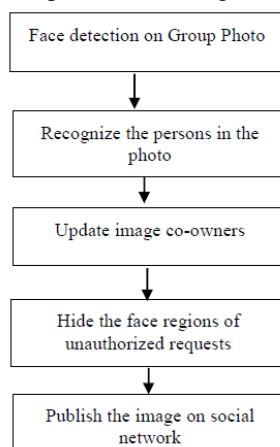 Face detection on Group Photo
Recognize the persons in the
photo
Update image co-owners
Hide the face regions of
unauthorized requests
Publish the image on social
network